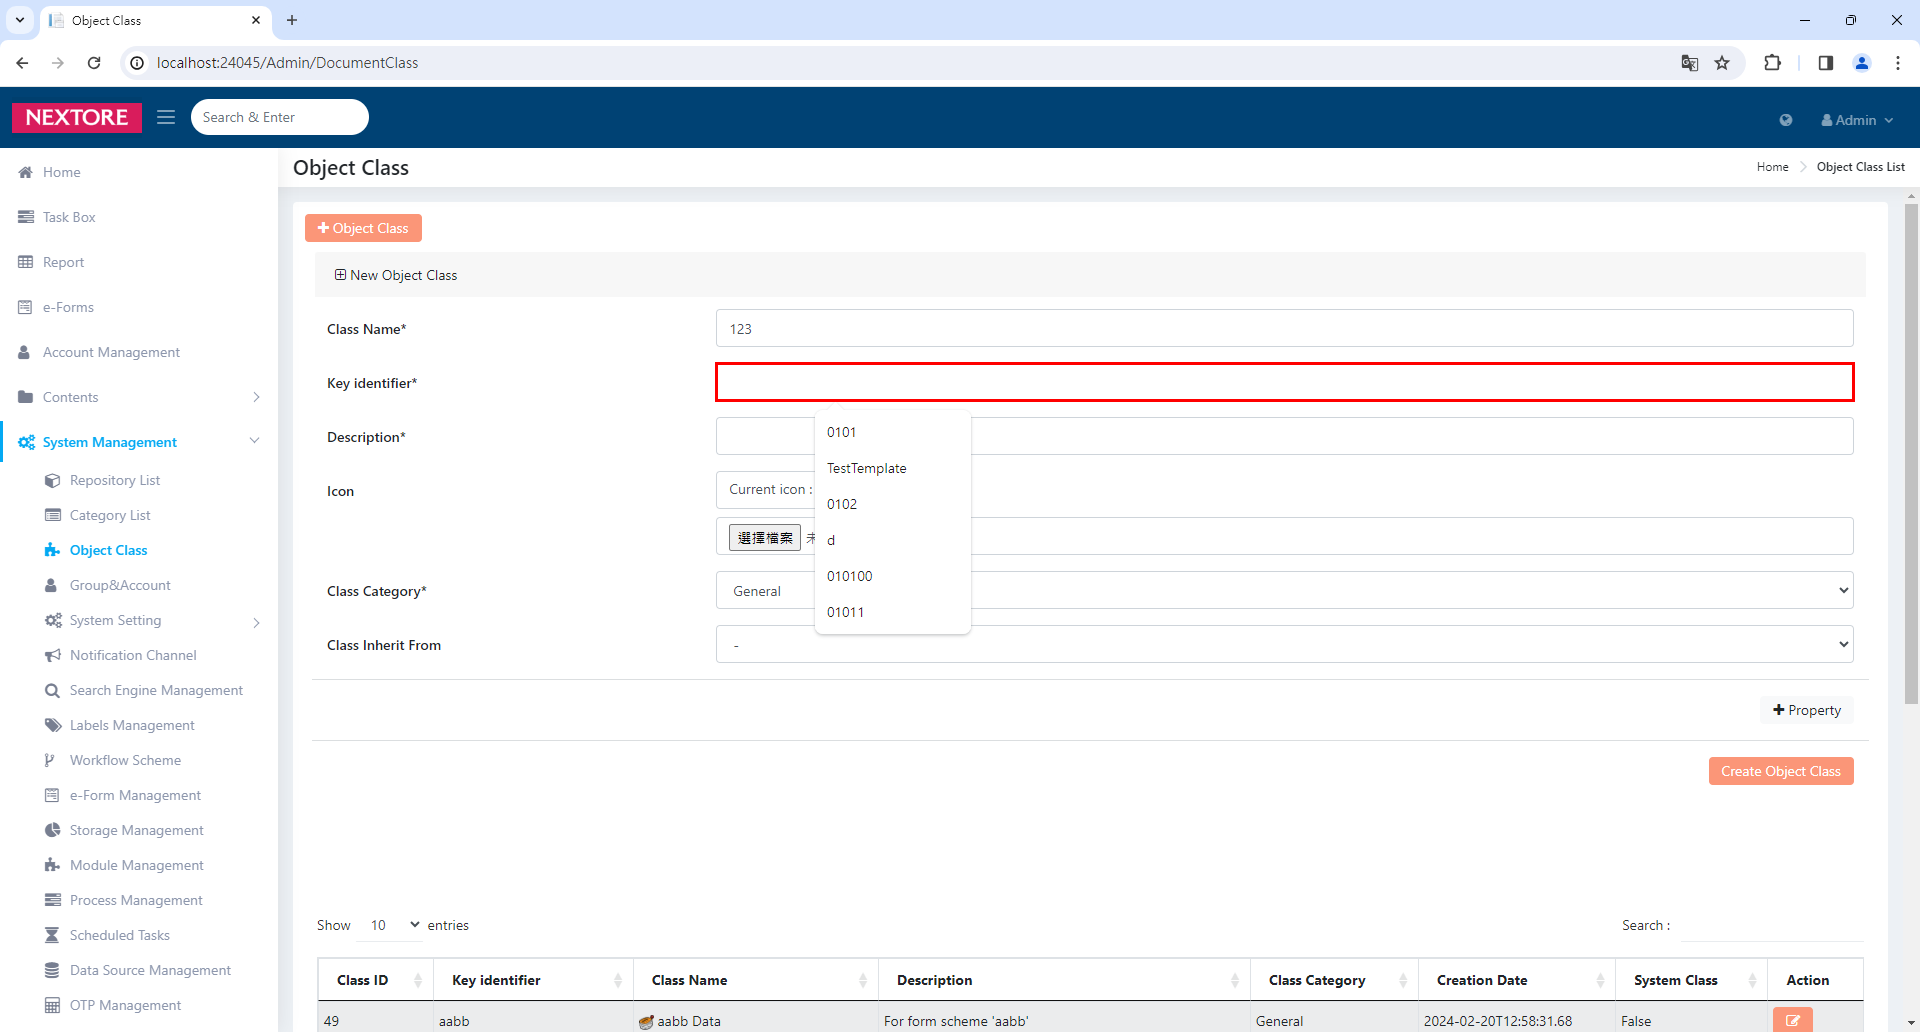 Object Class
localhost:24045/Admin/DocumentClass
NEXTORE
Search & Enter
Admin
Home
Task Box
Report
e-Forms
Account Management
Contents
System Management
Repository List
Category List
Object Class
Group&Account
System Setting
Notification Channel
Search Engine Management
Labels Management
Workflow Scheme
e-Form Management
Storage Management
Module Management
Process Management
Scheduled Tasks
Data Source Management
OTP Management
Object Class
Home Object Class List
Object Class
New Object Class
Class Name* 123
Key identifier*
0101
TestTemplate
0102
d
010100
01011
Description*
Icon Current icon :
選擇檔案
Class Category* General
Class Inherit From -
Property
Create Object Class
Show 10 entries Search :
Class ID Key identifier Class Name Description Class Category Creation Date System Class Action
49 aabb aabb Data For form scheme 'aabb' General 2024-02-20T12:58:31.68 False